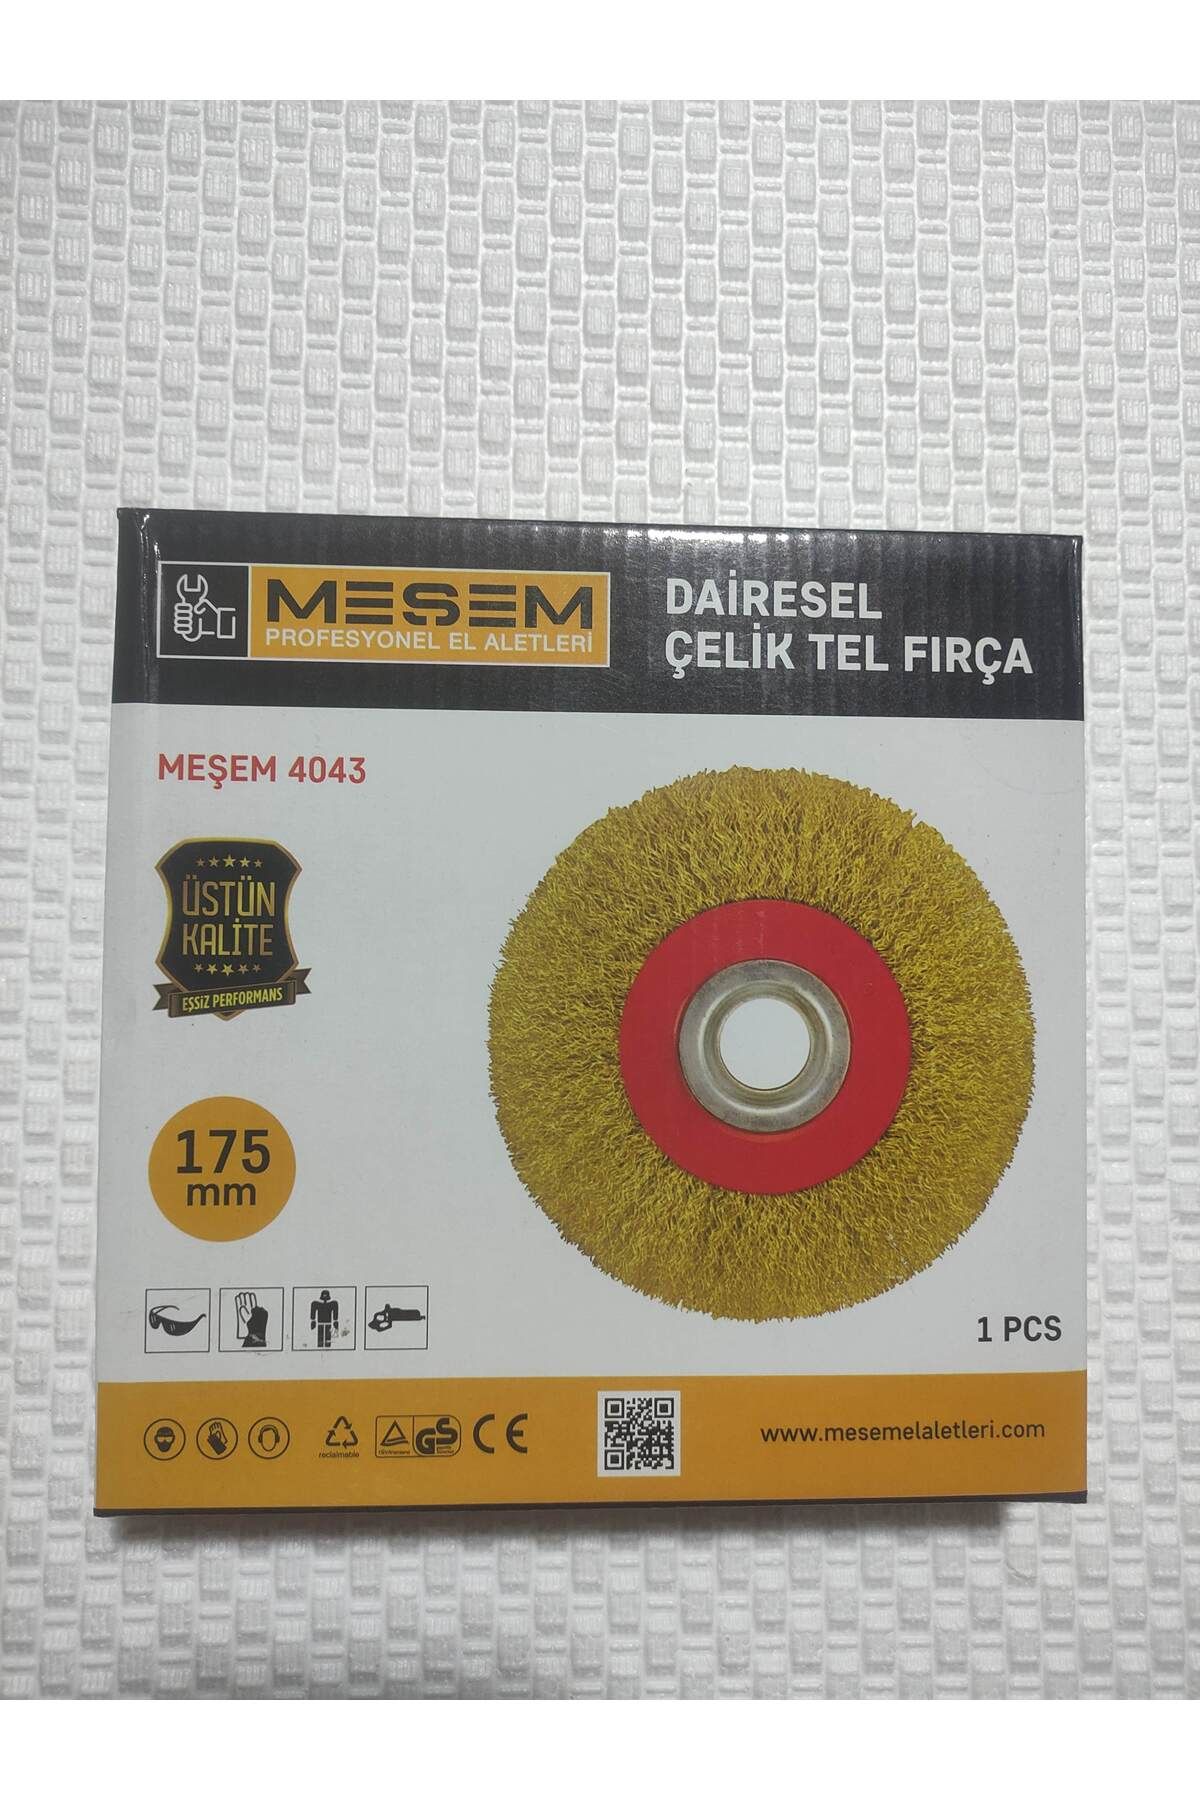 MEŞEM
PROFESYONEL EL ALETLERİ
DAİRESEL
ÇELİK TEL FIRÇA
MEŞEM 4043
ÜSTÜN
KALİTE
EŞSİZ PERFORMANS
175
mm
1 PCS
reclaimable
GS
CE
www.mesemelaletleri.com